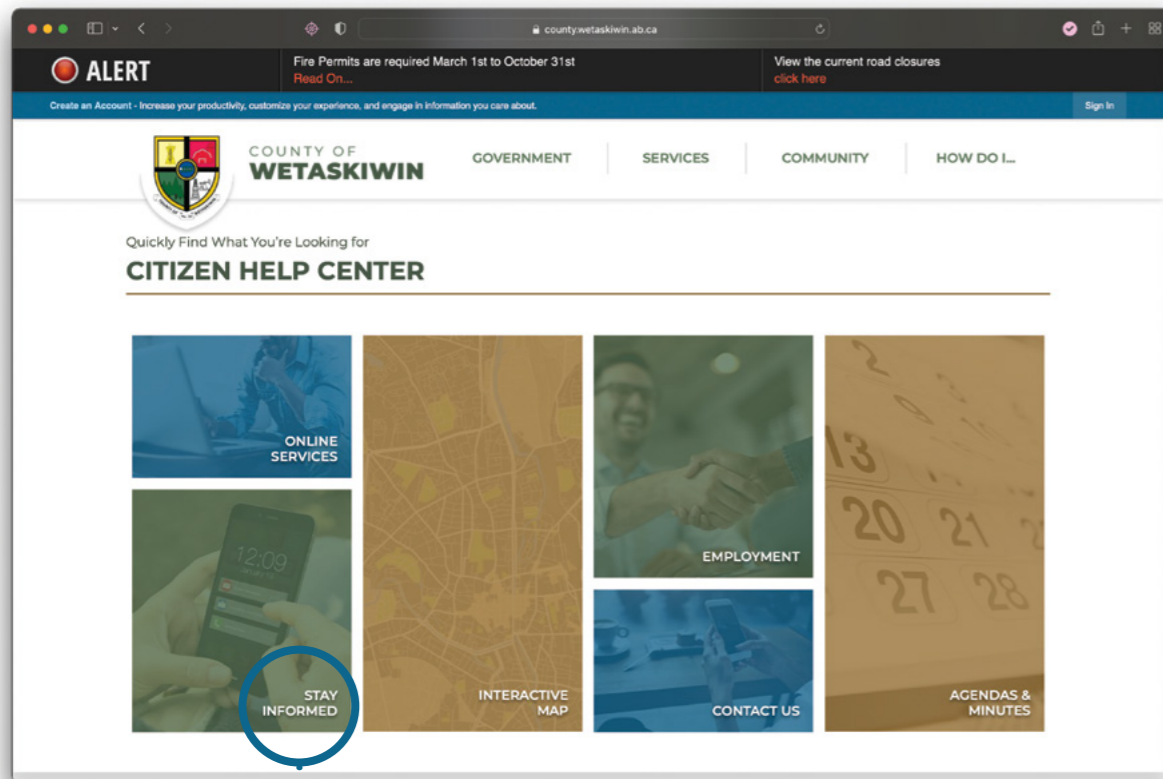 county.wetaskiwin.ab.ca
ALERT
Fire Permits are required March 1st to October 31st
Read On...
View the current road closures
click here
Create an Account - Increase your productivity, customize your experience, and engage in information you care about.
Sign In
COUNTY OF
WETASKIWIN
GOVERNMENT
SERVICES
COMMUNITY
HOW DO I...
Quickly Find What You're Looking for
CITIZEN HELP CENTER
ONLINE
SERVICES
12:09
STAY
INFORMED
INTERACTIVE
MAP
EMPLOYMENT
CONTACT US
2
13
20
21
27
28
AGENDAS &
MINUTES